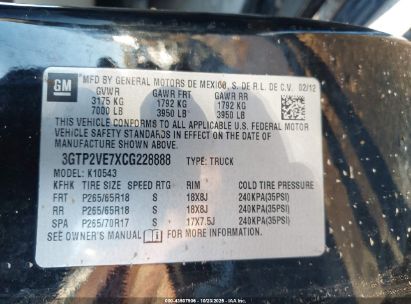 GM
MFD BY GENERAL MOTORS DE MEXICO, S. DE R.L. DE C.V. 02/12
GVWR GAWR FRT GAWR RR
3175 KG 1792 KG 1792 KG
7000 LB 3950 LB 3950 LB
THIS VEHICLE CONFORMS TO ALL APPLICABLE U.S. FEDERAL MOTOR
VEHICLE SAFETY STANDARDS IN EFFECT ON THE DATE OF
MANUFACTURE SHOWN ABOVE.
3GTP2VE7XCG228888 TYPE: TRUCK
MODEL: K10543
KFHK TIRE SIZE SPEED RTG RIM COLD TIRE PRESSURE
FRT P265/65R18 S 18X8J 240KPA(35PSI)
RR P265/65R18 S 18X8J 240KPA(35PSI)
SPA P265/70R17 S 17X7.5J 240KPA(35PSI)
SEE OWNER'S MANUAL FOR MORE INFORMATION